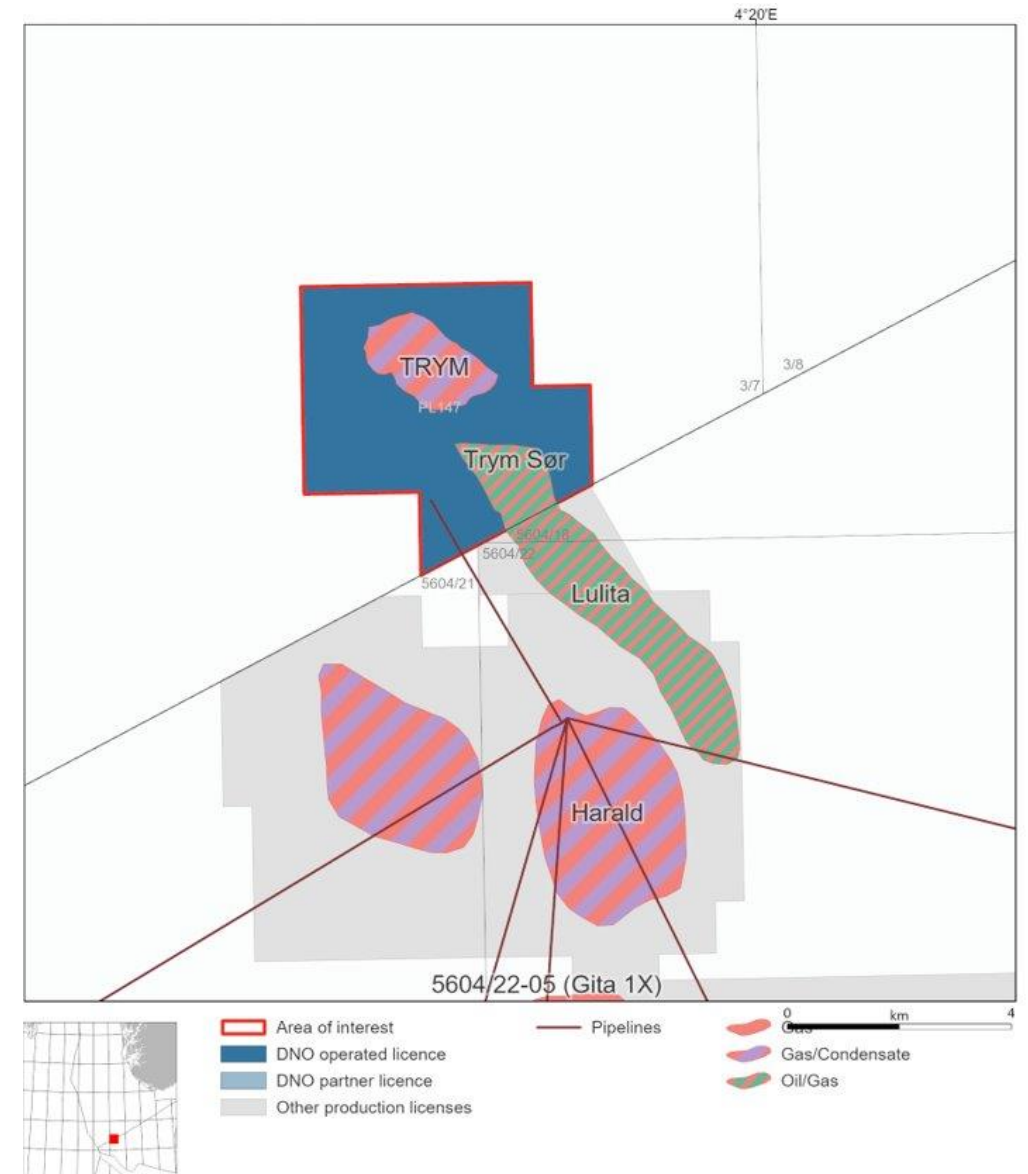 4°20'E
3/8
3/7
TRYM
PL147
Trym Sør
5604/18
5604/22
5604/21
Lulita
Harald
5604/22-05 (Gita 1X)
Area of interest
DNO operated licence
DNO partner licence
Other production licenses
Pipelines
Gas
Gas/Condensate
Oil/Gas
0 km 4